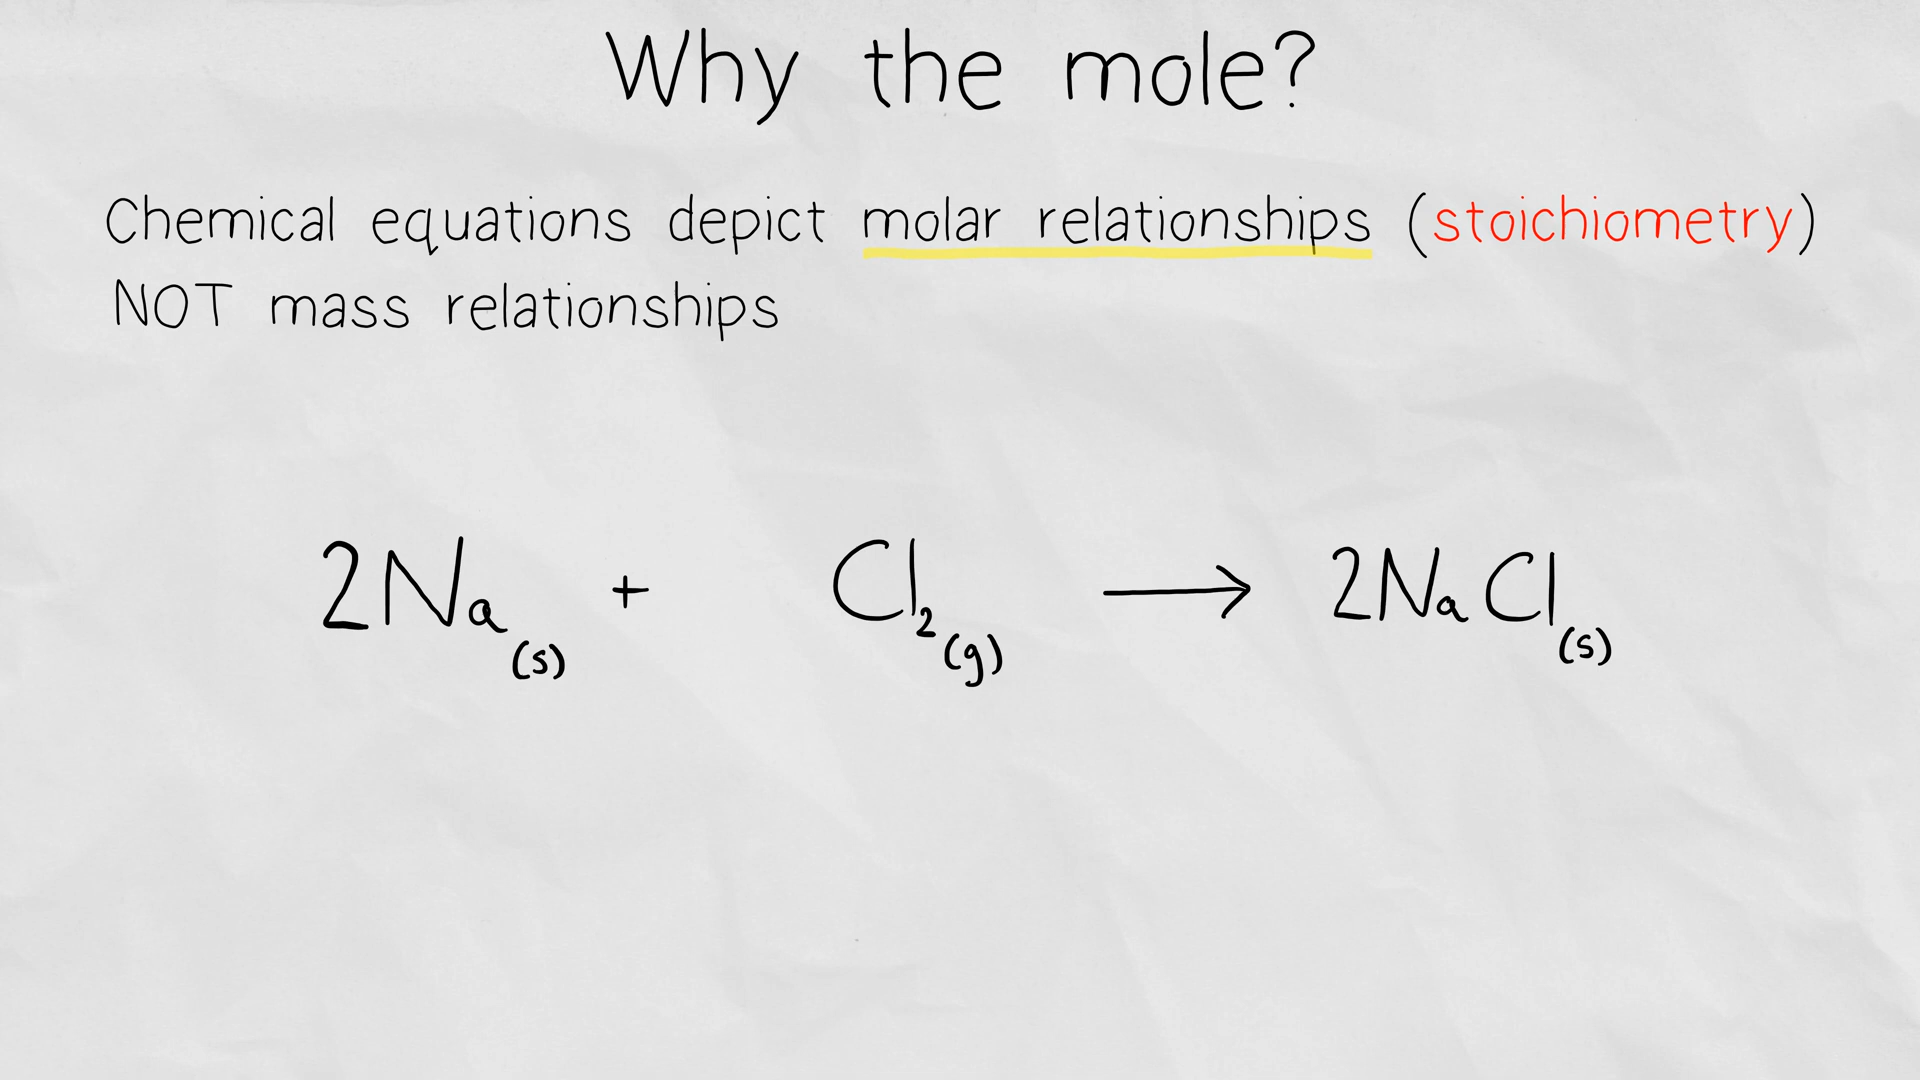 Why the mole?
Chemical equations depict molar relationships (stoichiometry)
NOT mass relationships
2Na(s) + Cl₂(g) → 2NaCl(s)